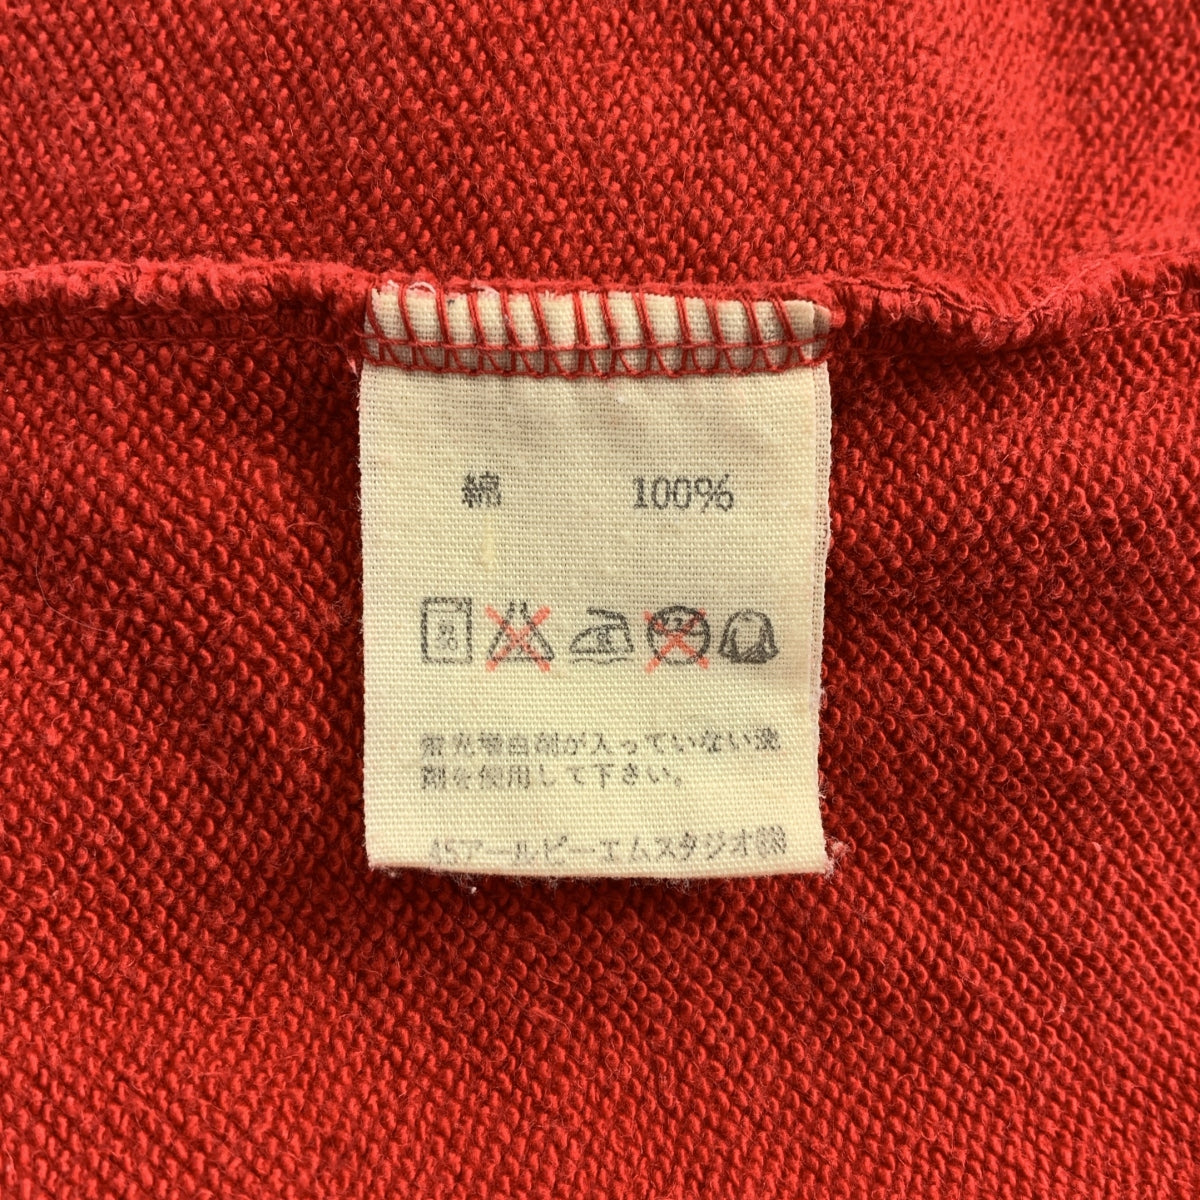 綿 100%
蛍光増白剤が入っていない洗
剤を使用して下さい。
45アールピーエムスタジオ㈱